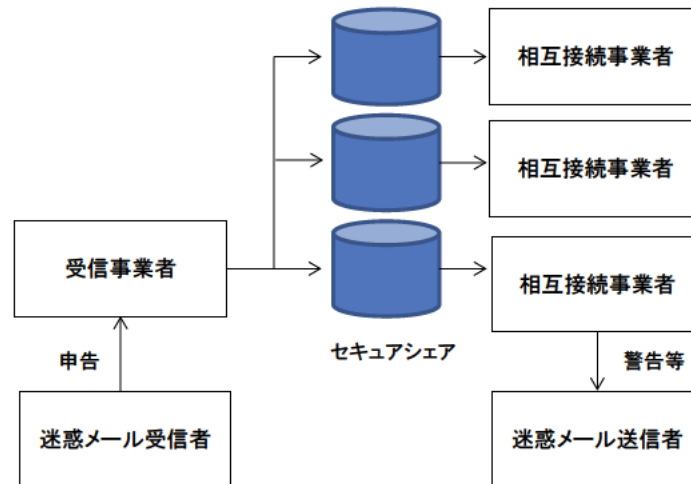 相互接続事業者
相互接続事業者
受信事業者
相互接続事業者
セキュアシェア
申告
警告等
迷惑メール受信者
迷惑メール送信者